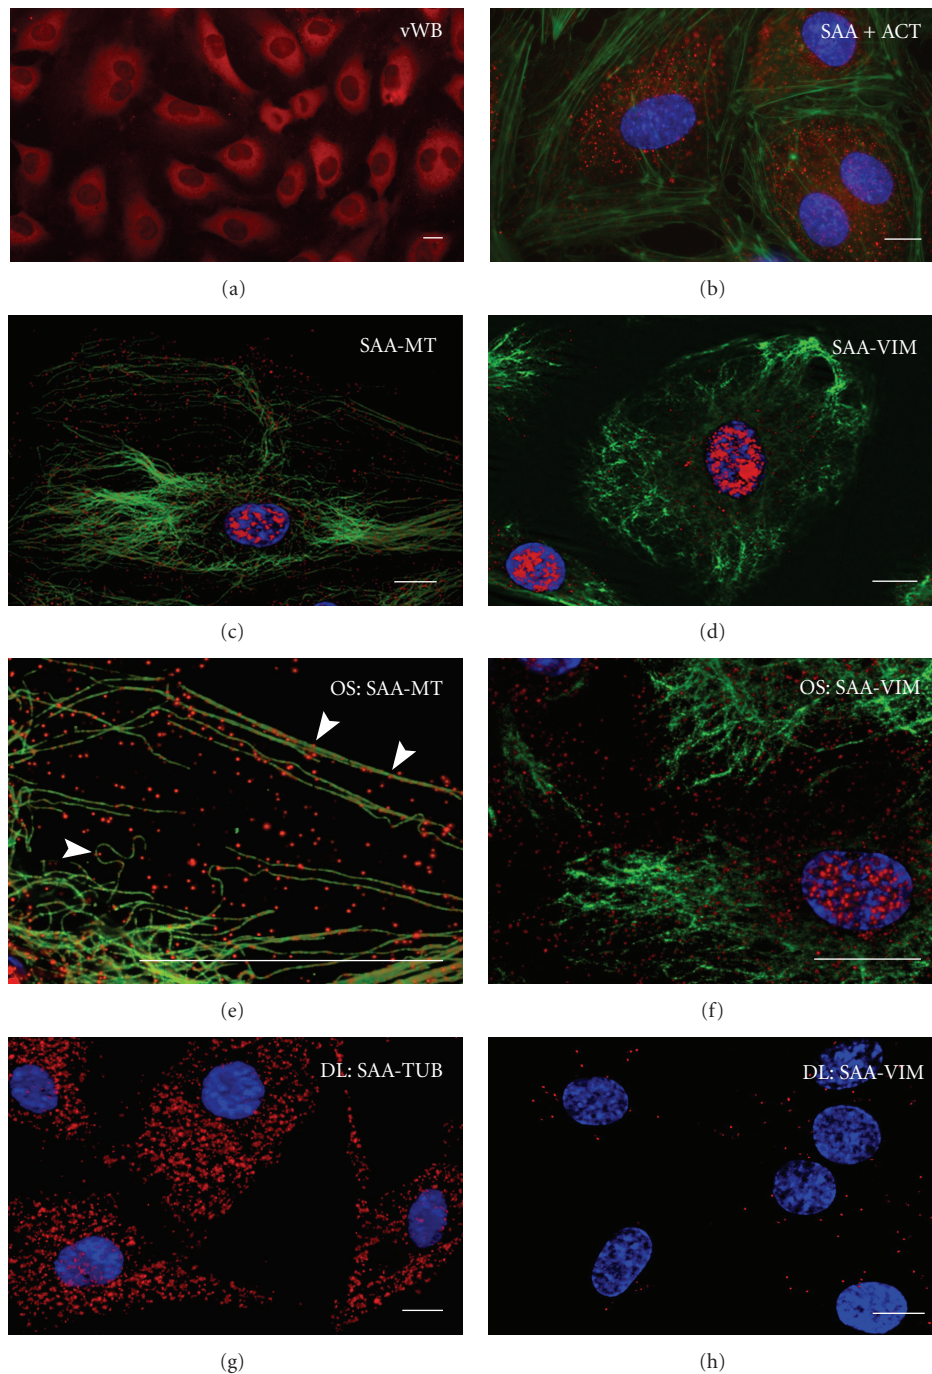 vWB
SAA + ACT
(a)
(b)
SAA-MT
SAA-VIM
(c)
(d)
OS: SAA-MT
OS: SAA-VIM
(e)
(f)
DL: SAA-TUB
DL: SAA-VIM
(g)
(h)